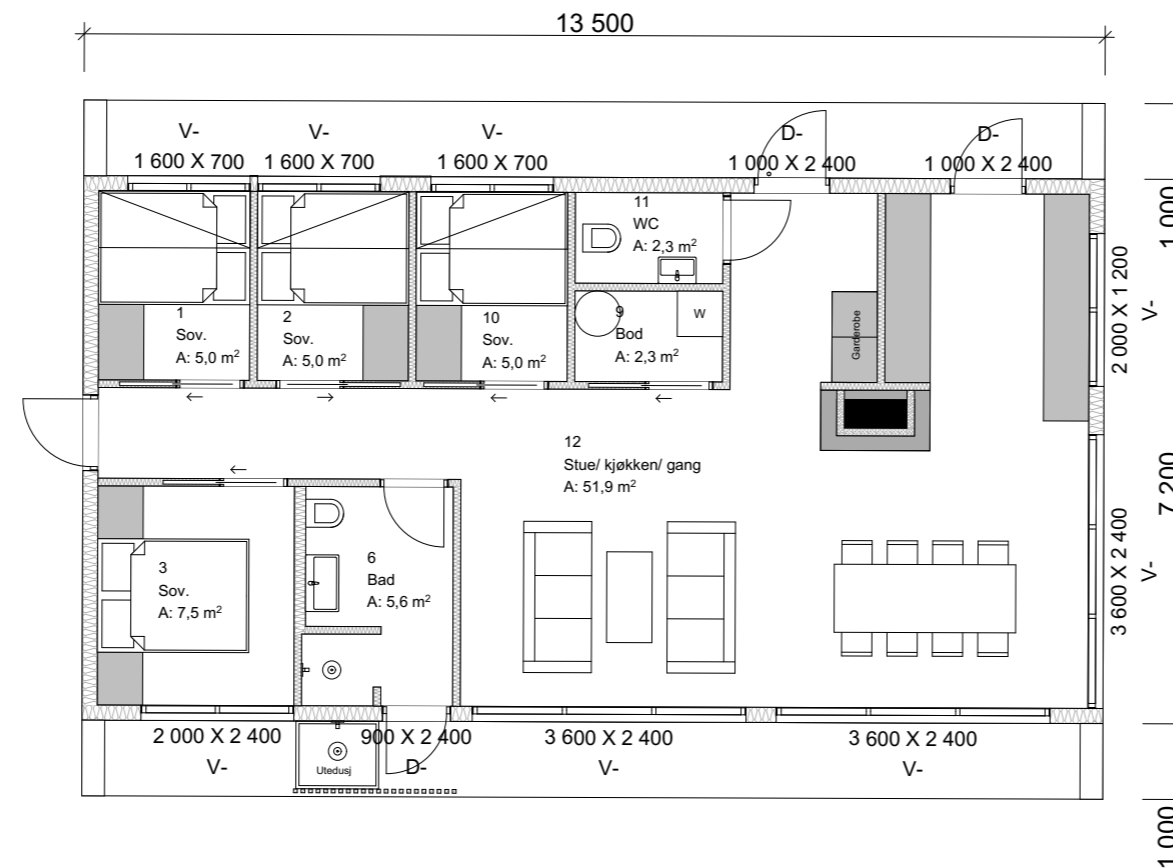 13 500
V-
1 600 X 700
V-
1 600 X 700
V-
1 600 X 700
D-
1 000 X 2 400
D-
1 000 X 2 400
1 000
11
WC
A: 2,3 m²
1
Sov.
A: 5,0 m²
2
Sov.
A: 5,0 m²
10
Sov.
A: 5,0 m²
9
Bod
A: 2,3 m²
W
Garderobe
2 000 X 1 200
V-
12
Stue/ kjøkken/ gang
A: 51,9 m²
7 200
3
Sov.
A: 7,5 m²
6
Bad
A: 5,6 m²
3 600 X 2 400
V-
2 000 X 2 400
V-
Utedusj
900 X 2 400
D-
3 600 X 2 400
V-
3 600 X 2 400
V-
1 000